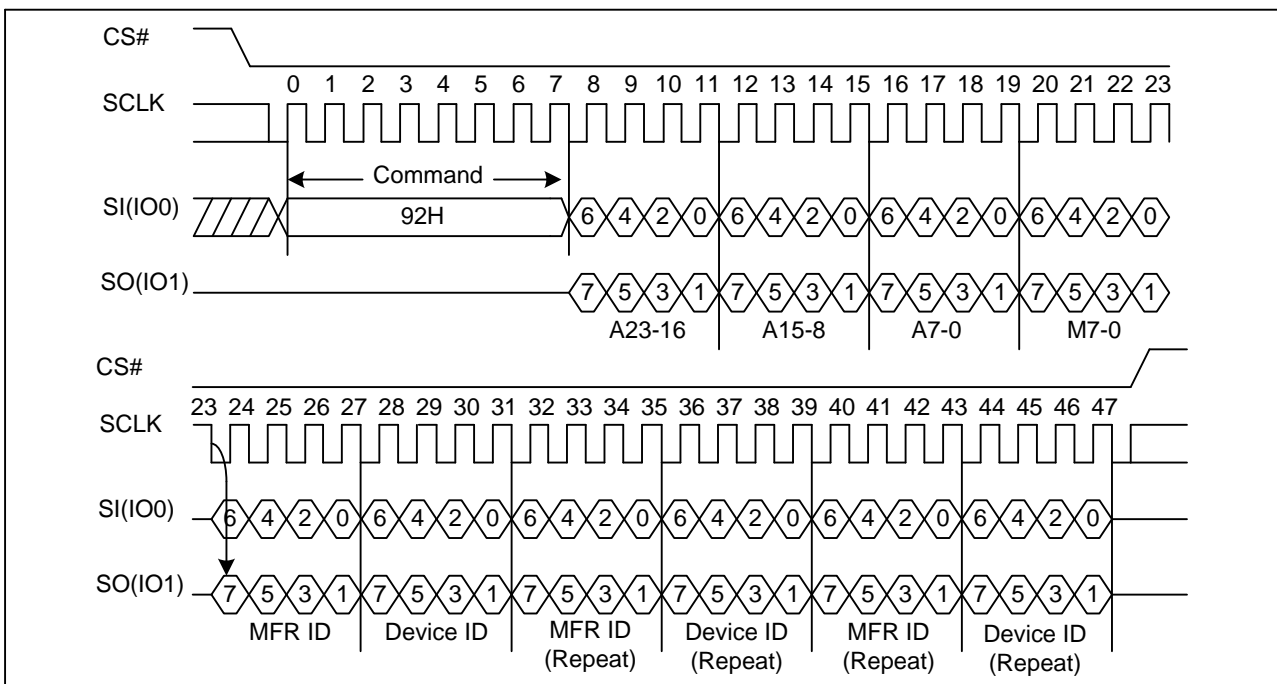 CS#
0 1 2 3 4 5 6 7 8 9 10 11 12 13 14 15 16 17 18 19 20 21 22 23
SCLK
Command
SI(IO0) 92H 6 4 2 0 6 4 2 0 6 4 2 0 6 4 2 0
SO(IO1) 7 5 3 1 7 5 3 1 7 5 3 1 7 5 3 1
A23-16 A15-8 A7-0 M7-0
CS#
23 24 25 26 27 28 29 30 31 32 33 34 35 36 37 38 39 40 41 42 43 44 45 46 47
SCLK
SI(IO0) 6 4 2 0 6 4 2 0 6 4 2 0 6 4 2 0 6 4 2 0 6 4 2 0
SO(IO1) 7 5 3 1 7 5 3 1 7 5 3 1 7 5 3 1 7 5 3 1 7 5 3 1
MFR ID Device ID MFR ID Device ID MFR ID Device ID
(Repeat) (Repeat) (Repeat) (Repeat)